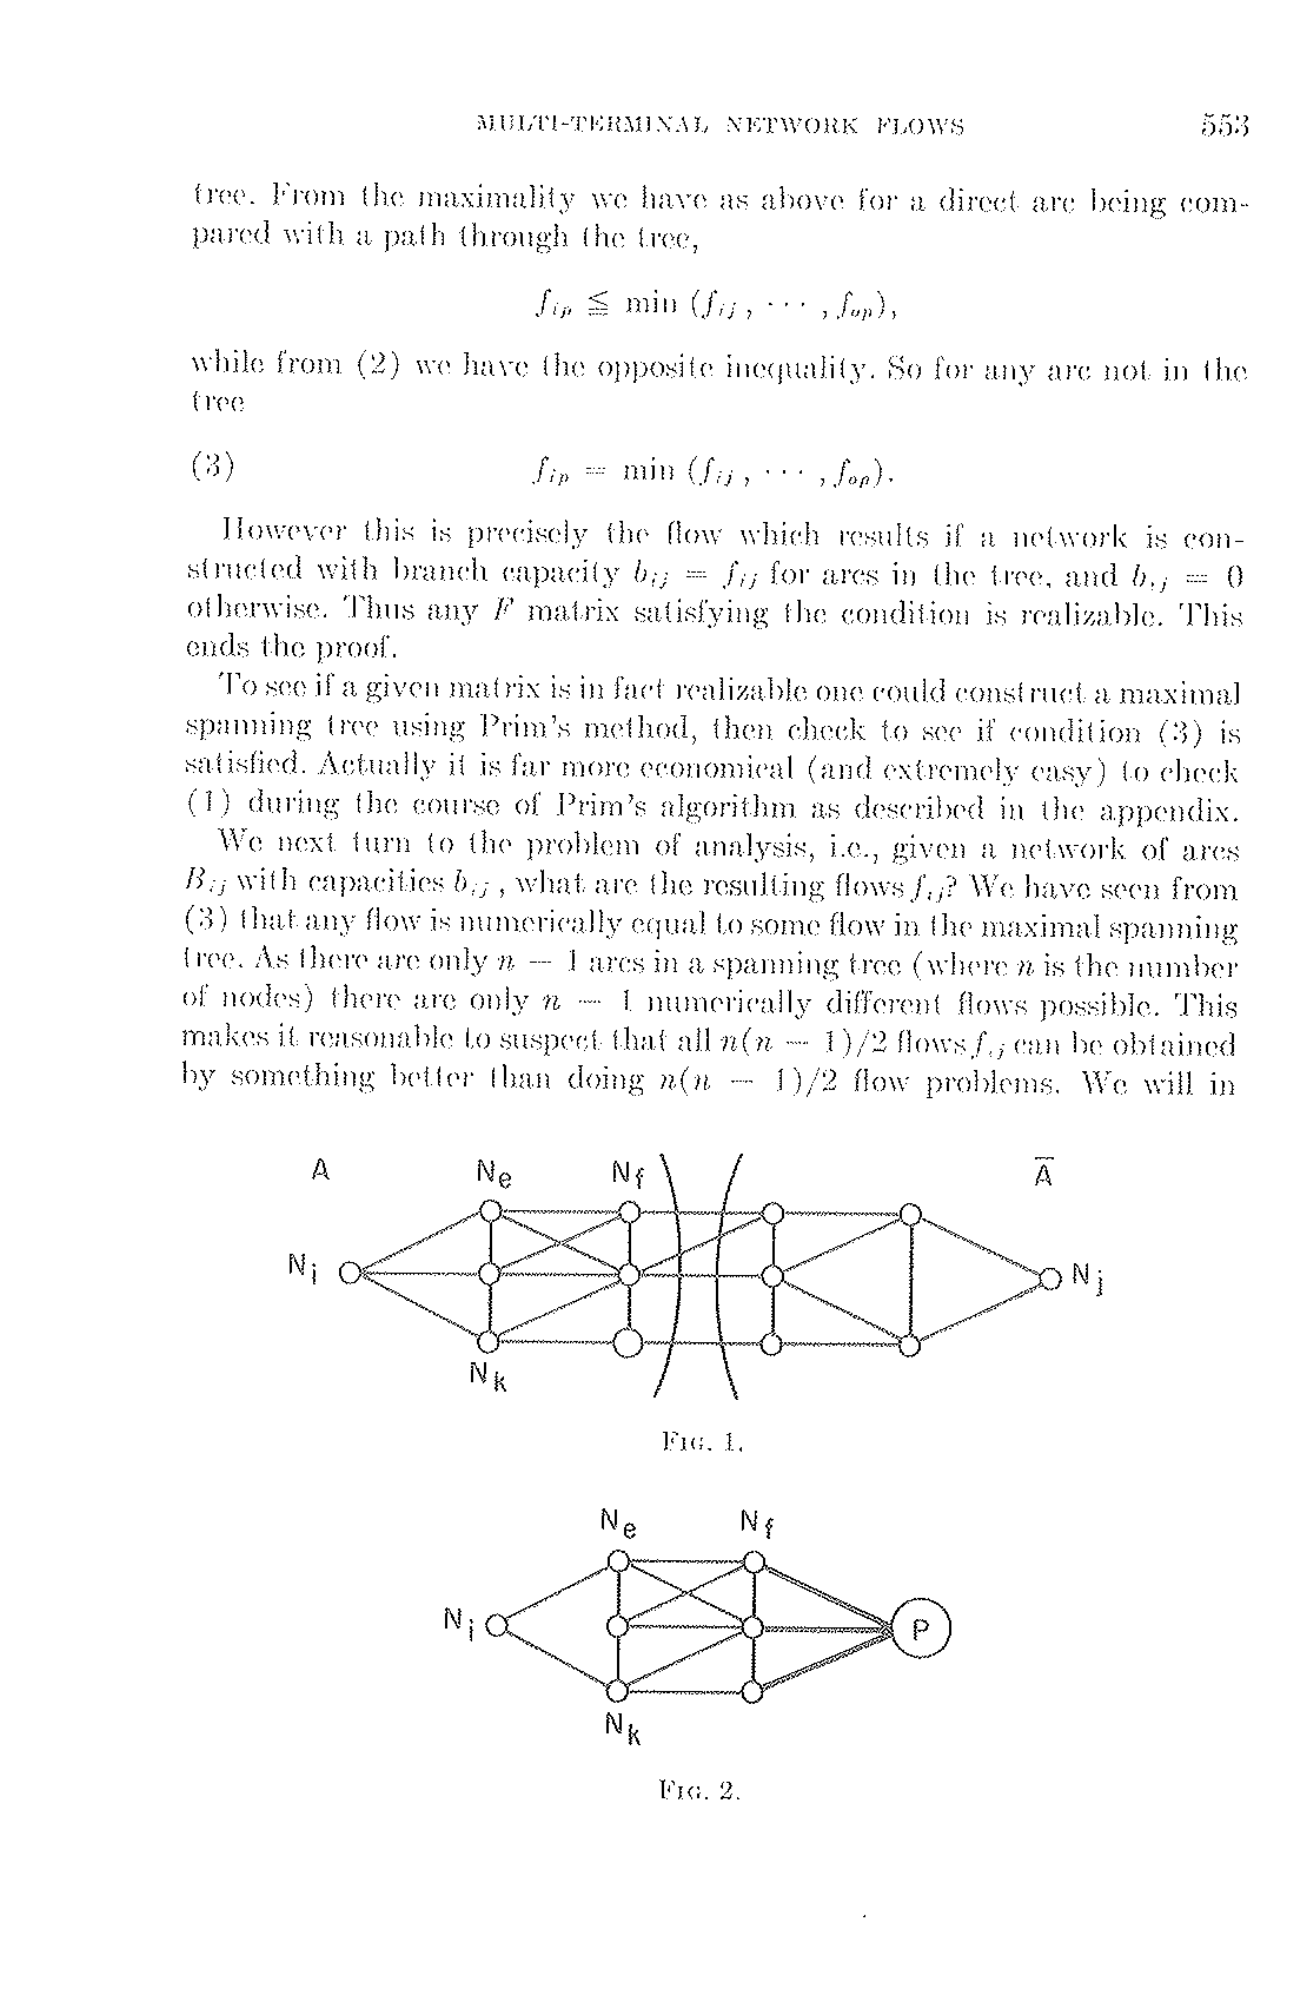 MULTI-TERMINAL NETWORK FLOWS 553
tree. From the maximality we have as above for a direct arc being com-
pared with a path through the tree,
f_{ip} ≦ min (f_{ij}, ··· , f_{op}),
while from (2) we have the opposite inequality. So for any arc not in the
tree
(3) f_{ip} = min (f_{ij}, ··· , f_{op}).
However this is precisely the flow which results if a network is con-
structed with branch capacity b_{ij} = f_{ij} for arcs in the tree, and b_{ij} = 0
otherwise. Thus any F matrix satisfying the condition is realizable. This
ends the proof.
To see if a given matrix is in fact realizable one could construct a maximal
spanning tree using Prim's method, then check to see if condition (3) is
satisfied. Actually it is far more economical (and extremely easy) to check
(1) during the course of Prim's algorithm as described in the appendix.
We next turn to the problem of analysis, i.e., given a network of arcs
B_{ij} with capacities b_{ij}, what are the resulting flows f_{ij}? We have seen from
(3) that any flow is numerically equal to some flow in the maximal spanning
tree. As there are only n − 1 arcs in a spanning tree (where n is the number
of nodes) there are only n − 1 numerically different flows possible. This
makes it reasonable to suspect that all n(n − 1)/2 flows f_{ij} can be obtained
by something better than doing n(n − 1)/2 flow problems. We will in
A N_e N_f Ā
N_i N_j
N_k
FIG. 1.
N_e N_f
N_i P
N_k
FIG. 2.